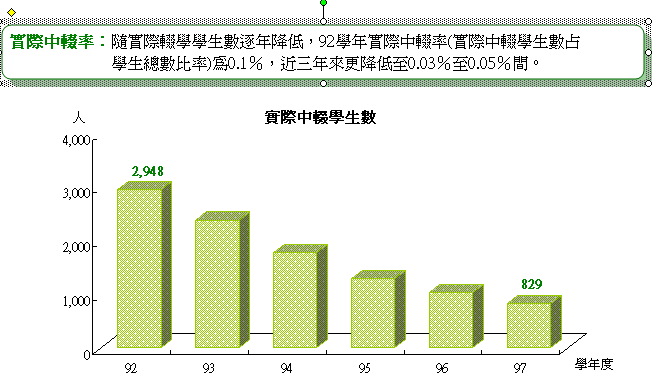 實際中輟率：隨實際輟學學生數逐年降低，92學年實際中輟率(實際中輟學生數占
學生總數比率)為0.1%，近三年來更降低至0.03%至0.05%間。
人
實際中輟學生數
4,000
3,000
2,000
1,000
0
2,948
829
92
93
94
95
96
97
學年度